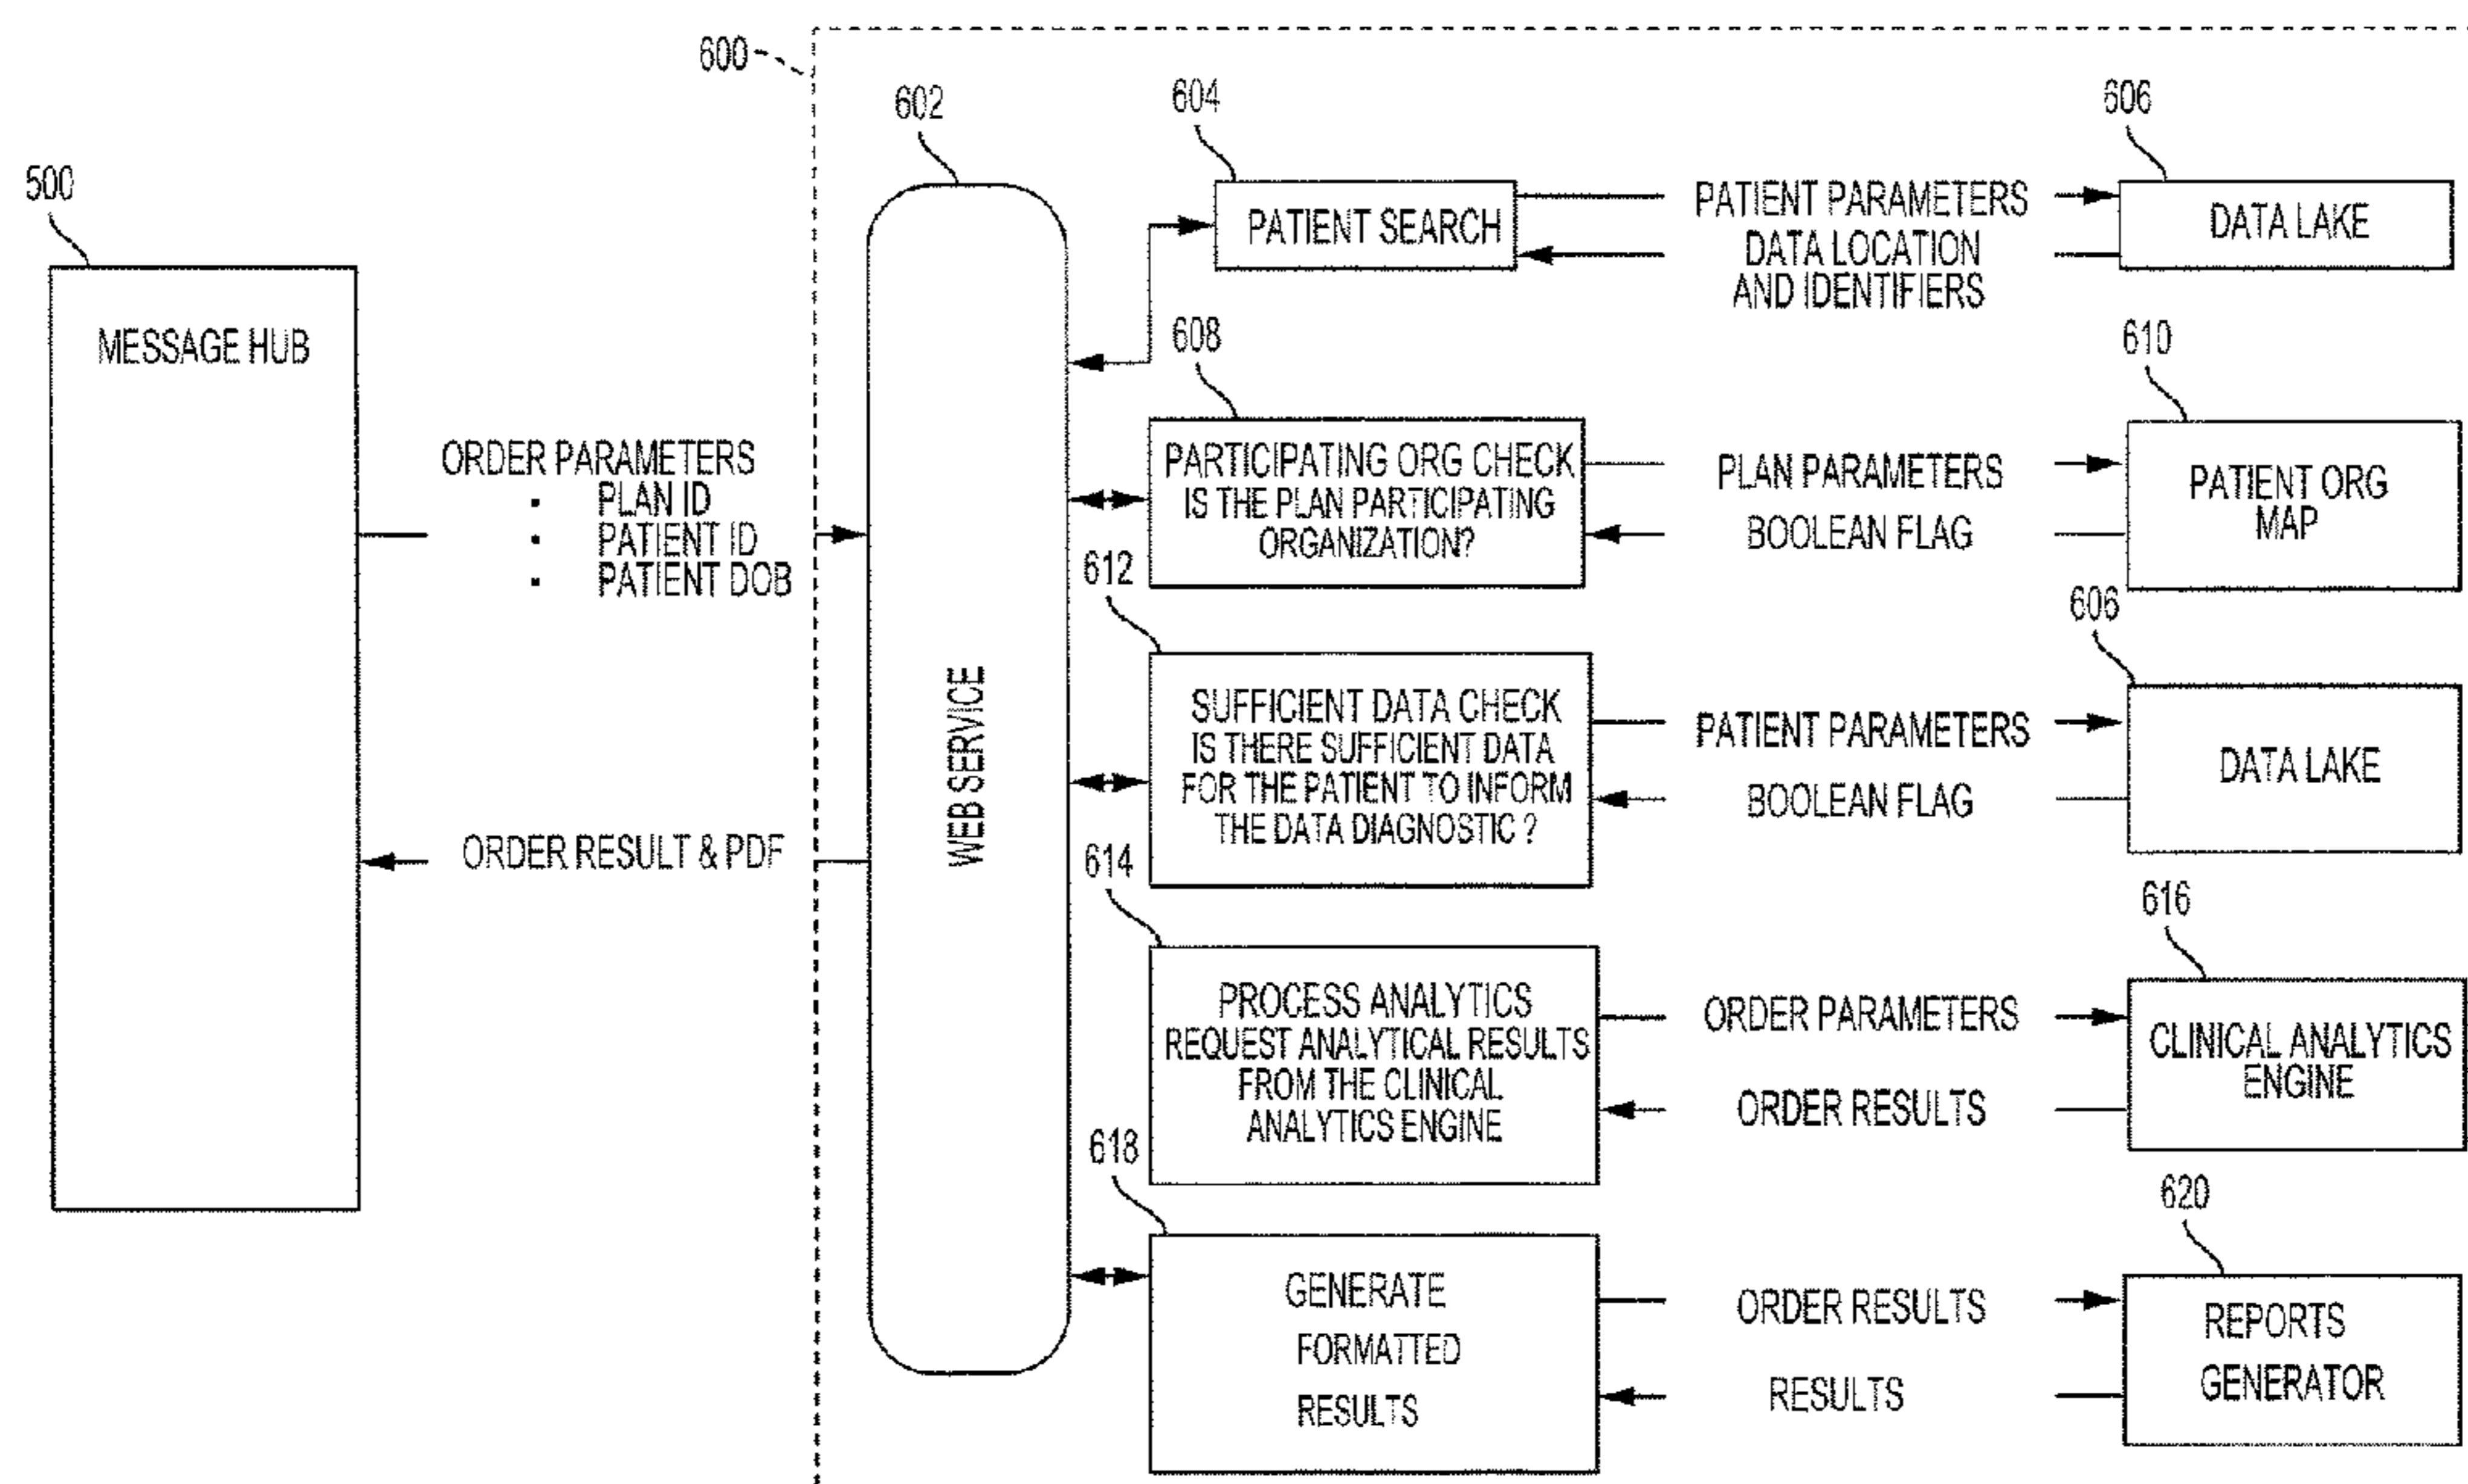 600
602
604
606
500
PATIENT SEARCH
PATIENT PARAMETERS
DATA LOCATION
AND IDENTIFIERS
DATA LAKE
MESSAGE HUB
608
610
ORDER PARAMETERS
▪ PLAN ID
▪ PATIENT ID
▪ PATIENT DOB
PARTICIPATING ORG CHECK
IS THE PLAN PARTICIPATING
ORGANIZATION?
PLAN PARAMETERS
BOOLEAN FLAG
PATIENT ORG
MAP
612
606
WEB SERVICE
SUFFICIENT DATA CHECK
IS THERE SUFFICIENT DATA
FOR THE PATIENT TO INFORM
THE DATA DIAGNOSTIC ?
PATIENT PARAMETERS
BOOLEAN FLAG
DATA LAKE
ORDER RESULT & PDF
614
616
PROCESS ANALYTICS
REQUEST ANALYTICAL RESULTS
FROM THE CLINICAL
ANALYTICS ENGINE
ORDER PARAMETERS
ORDER RESULTS
CLINICAL ANALYTICS
ENGINE
618
620
GENERATE
FORMATTED
RESULTS
ORDER RESULTS
RESULTS
REPORTS
GENERATOR